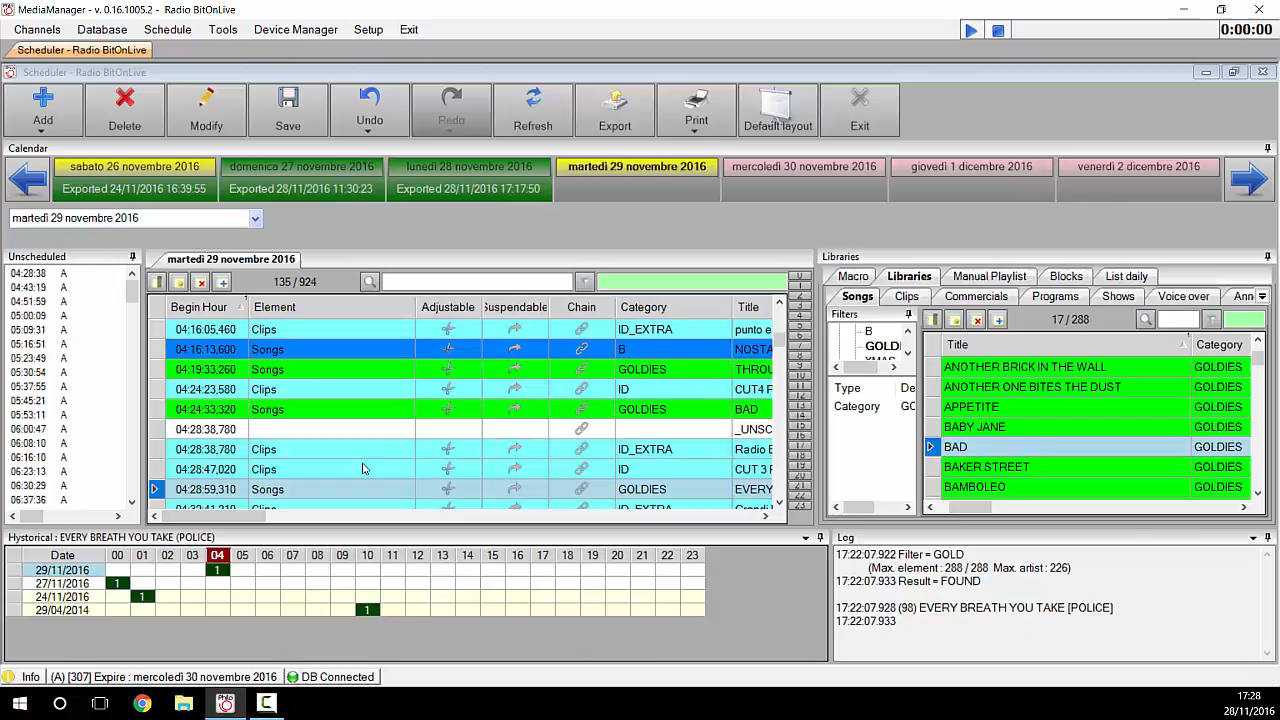 MediaManager - v. 0.16.1005.2 - Radio BitOnLive
Channels Database Schedule Tools Device Manager Setup Exit 0:00:00
Scheduler - Radio BitOnLive
Scheduler - Radio BitOnLive
Add Delete Modify Save Undo Redo Refresh Export Print Default layout Exit
Calendar
sabato 26 novembre 2016 domenica 27 novembre 2016 lunedì 28 novembre 2016 martedì 29 novembre 2016 mercoledì 30 novembre 2016 giovedì 1 dicembre 2016 venerdì 2 dicembre 2016
Exported 24/11/2016 16:39:55 Exported 28/11/2016 11:30:23 Exported 28/11/2016 17:17:50
martedì 29 novembre 2016
Unscheduled
04:28:38 A
04:43:19 A
04:51:59 A
05:00:09 A
05:09:31 A
05:16:51 A
05:23:49 A
05:30:54 A
05:37:55 A
05:45:21 A
05:53:11 A
06:00:47 A
06:08:10 A
06:16:10 A
06:23:13 A
06:30:29 A
06:37:36 A
martedì 29 novembre 2016
135 / 924
Begin Hour Element Adjustable Suspendable Chain Category Title
04:16:05,460 Clips ID_EXTRA punto e
04:16:13,600 Songs B NOSTA
04:19:33,260 Songs GOLDIES THROU
04:24:23,580 Clips ID CUT4 F
04:24:33,320 Songs GOLDIES BAD
04:28:38,780 _UNSC
04:28:38,780 Clips ID_EXTRA Radio E
04:28:47,020 Clips ID CUT 3 F
04:28:59,310 Songs GOLDIES EVERY
04:32:41,210 Clips ID_EXTRA Grandi
Libraries
Macro Libraries Manual Playlist Blocks List daily
Songs Clips Commercials Programs Shows Voice over Ann
Filters
B
GOLD
XMAS
Type De
Category GC
17 / 288
Title Category
ANOTHER BRICK IN THE WALL GOLDIES
ANOTHER ONE BITES THE DUST GOLDIES
APPETITE GOLDIES
BABY JANE GOLDIES
BAD GOLDIES
BAKER STREET GOLDIES
BAMBOLEO GOLDIES
Hystorical : EVERY BREATH YOU TAKE (POLICE)
Date 00 01 02 03 04 05 06 07 08 09 10 11 12 13 14 15 16 17 18 19 20 21 22 23
29/11/2016 1
27/11/2016 1
24/11/2016 1
29/04/2014 1
Log
17:22:07.922 Filter = GOLD
(Max. element : 288 / 288 Max. artist : 226)
17:22:07.933 Result = FOUND
17:22:07.928 (98) EVERY BREATH YOU TAKE [POLICE]
17:22:07.933
Info (A) [307] Expire : mercoledì 30 novembre 2016 DB Connected
17:28
28/11/2016